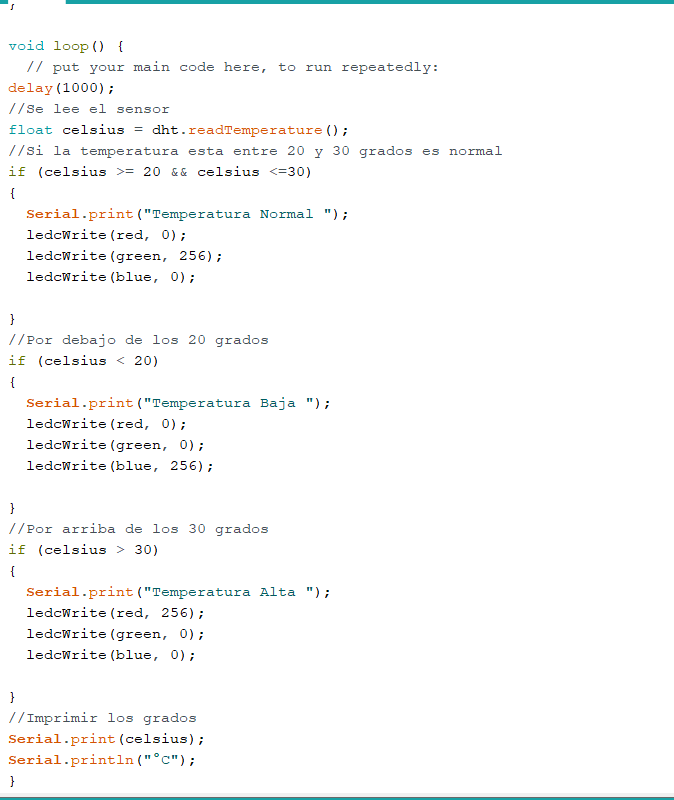 void loop() {
  // put your main code here, to run repeatedly:
delay(1000);
//Se lee el sensor
float celsius = dht.readTemperature();
//Si la temperatura esta entre 20 y 30 grados es normal
if (celsius >= 20 && celsius <=30)
{
  Serial.print("Temperatura Normal ");
  ledcWrite(red, 0);
  ledcWrite(green, 256);
  ledcWrite(blue, 0);

}
//Por debajo de los 20 grados
if (celsius < 20)
{
  Serial.print("Temperatura Baja ");
  ledcWrite(red, 0);
  ledcWrite(green, 0);
  ledcWrite(blue, 256);

}
//Por arriba de los 30 grados
if (celsius > 30)
{
  Serial.print("Temperatura Alta ");
  ledcWrite(red, 256);
  ledcWrite(green, 0);
  ledcWrite(blue, 0);

}
//Imprimir los grados
Serial.print(celsius);
Serial.println("°C");
}